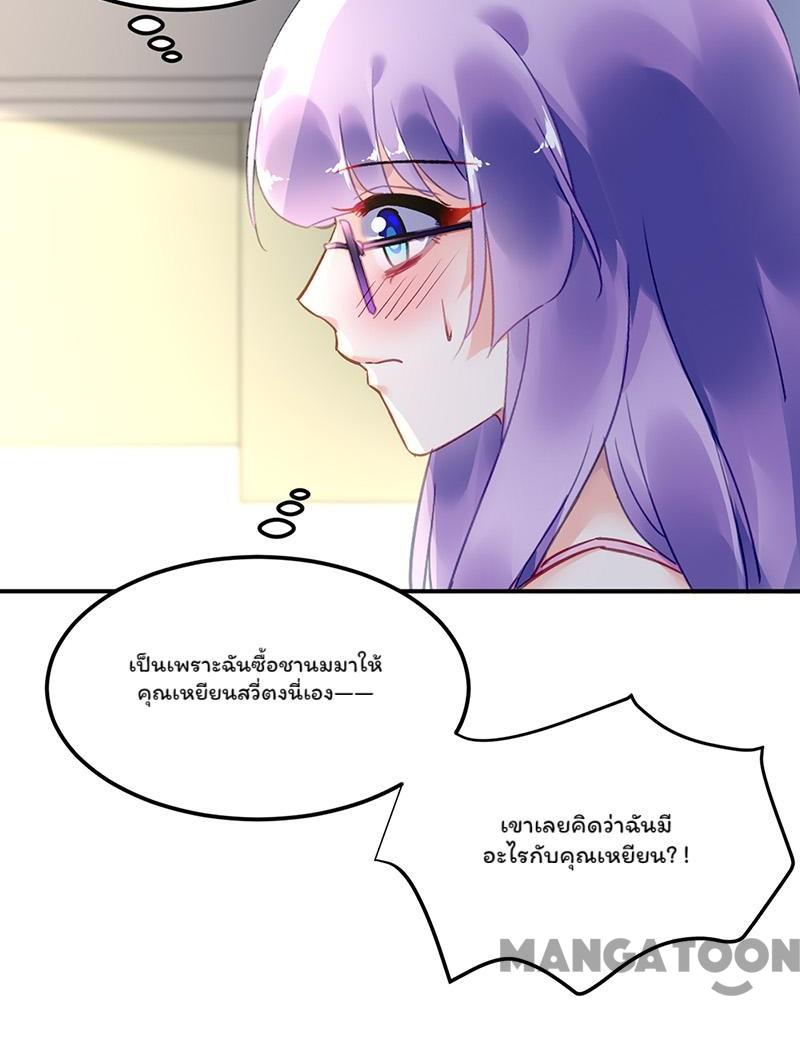 เป็นเพราะฉันซื้อชานมมาให้
คุณเหยียนสวี่ตงนี่เอง——
เขาเลยคิดว่าฉันมี
อะไรกับคุณเหยียน?!
MANGATOON